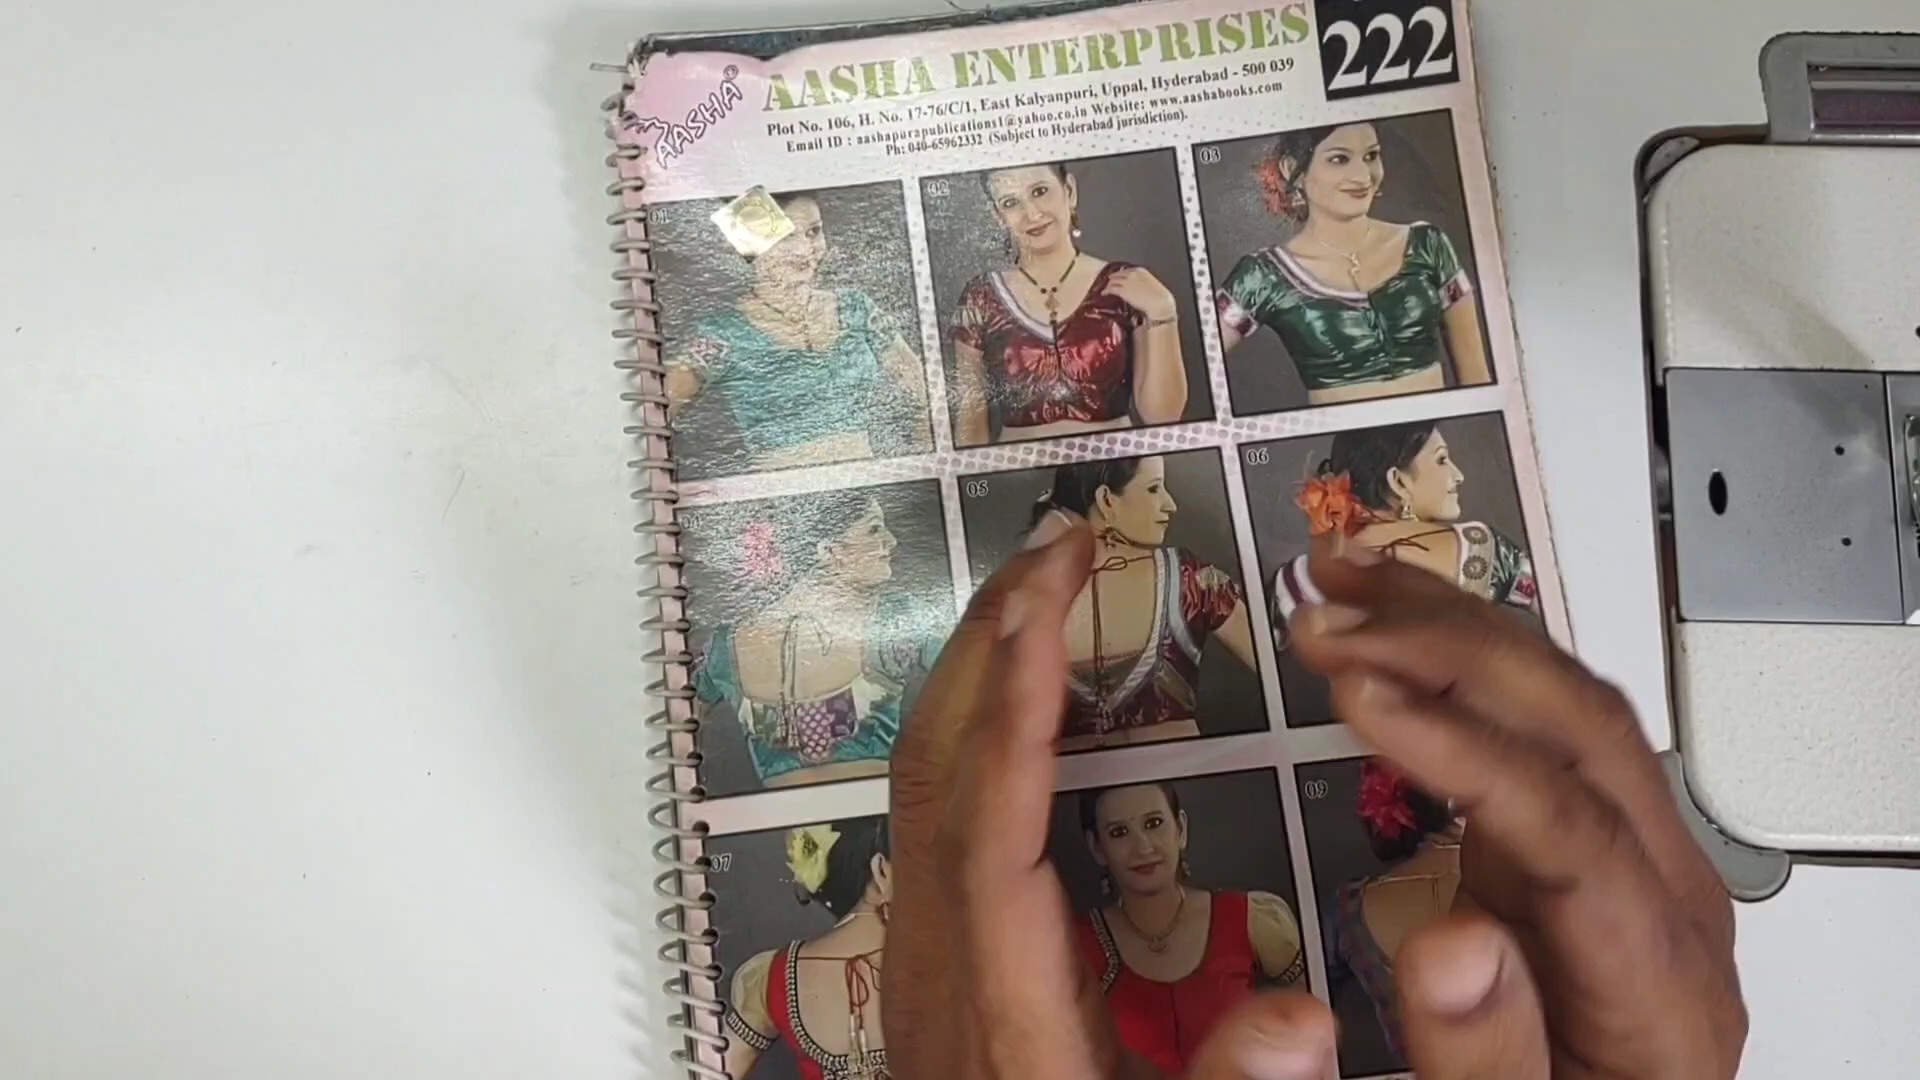 AASHA ENTERPRISES
222
AASHA
Plot No. 106, H. No. 17-76/C/1, East Kalyanpuri, Uppal, Hyderabad - 500 039
Email ID : aashapurapublications1@yahoo.co.in Website: www.aashabooks.com
Ph: 040-65962332 (Subject to Hyderabad jurisdiction).
01
02
03
04
05
06
07
09